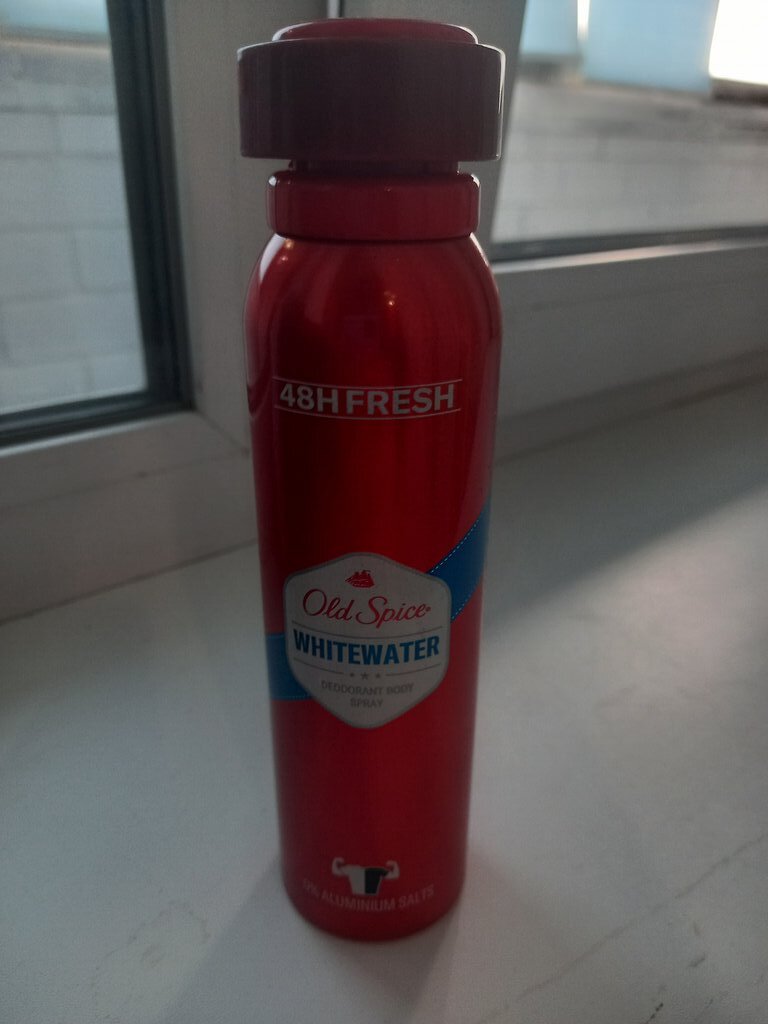 48H FRESH
Old Spice
WHITEWATER
DEODORANT BODY
SPRAY
0% ALUMINIUM SALTS